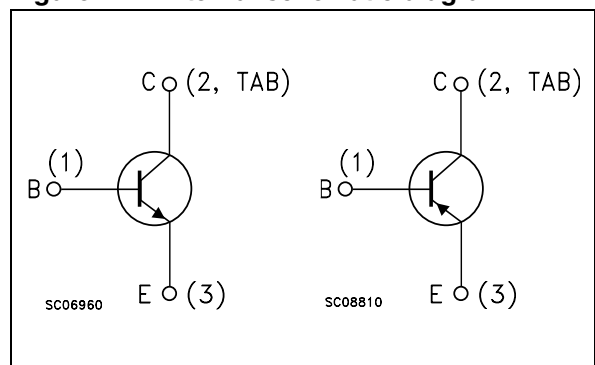 C (2, TAB)
(1)
B
E (3)
SC06960
C (2, TAB)
(1)
B
E (3)
SC08810